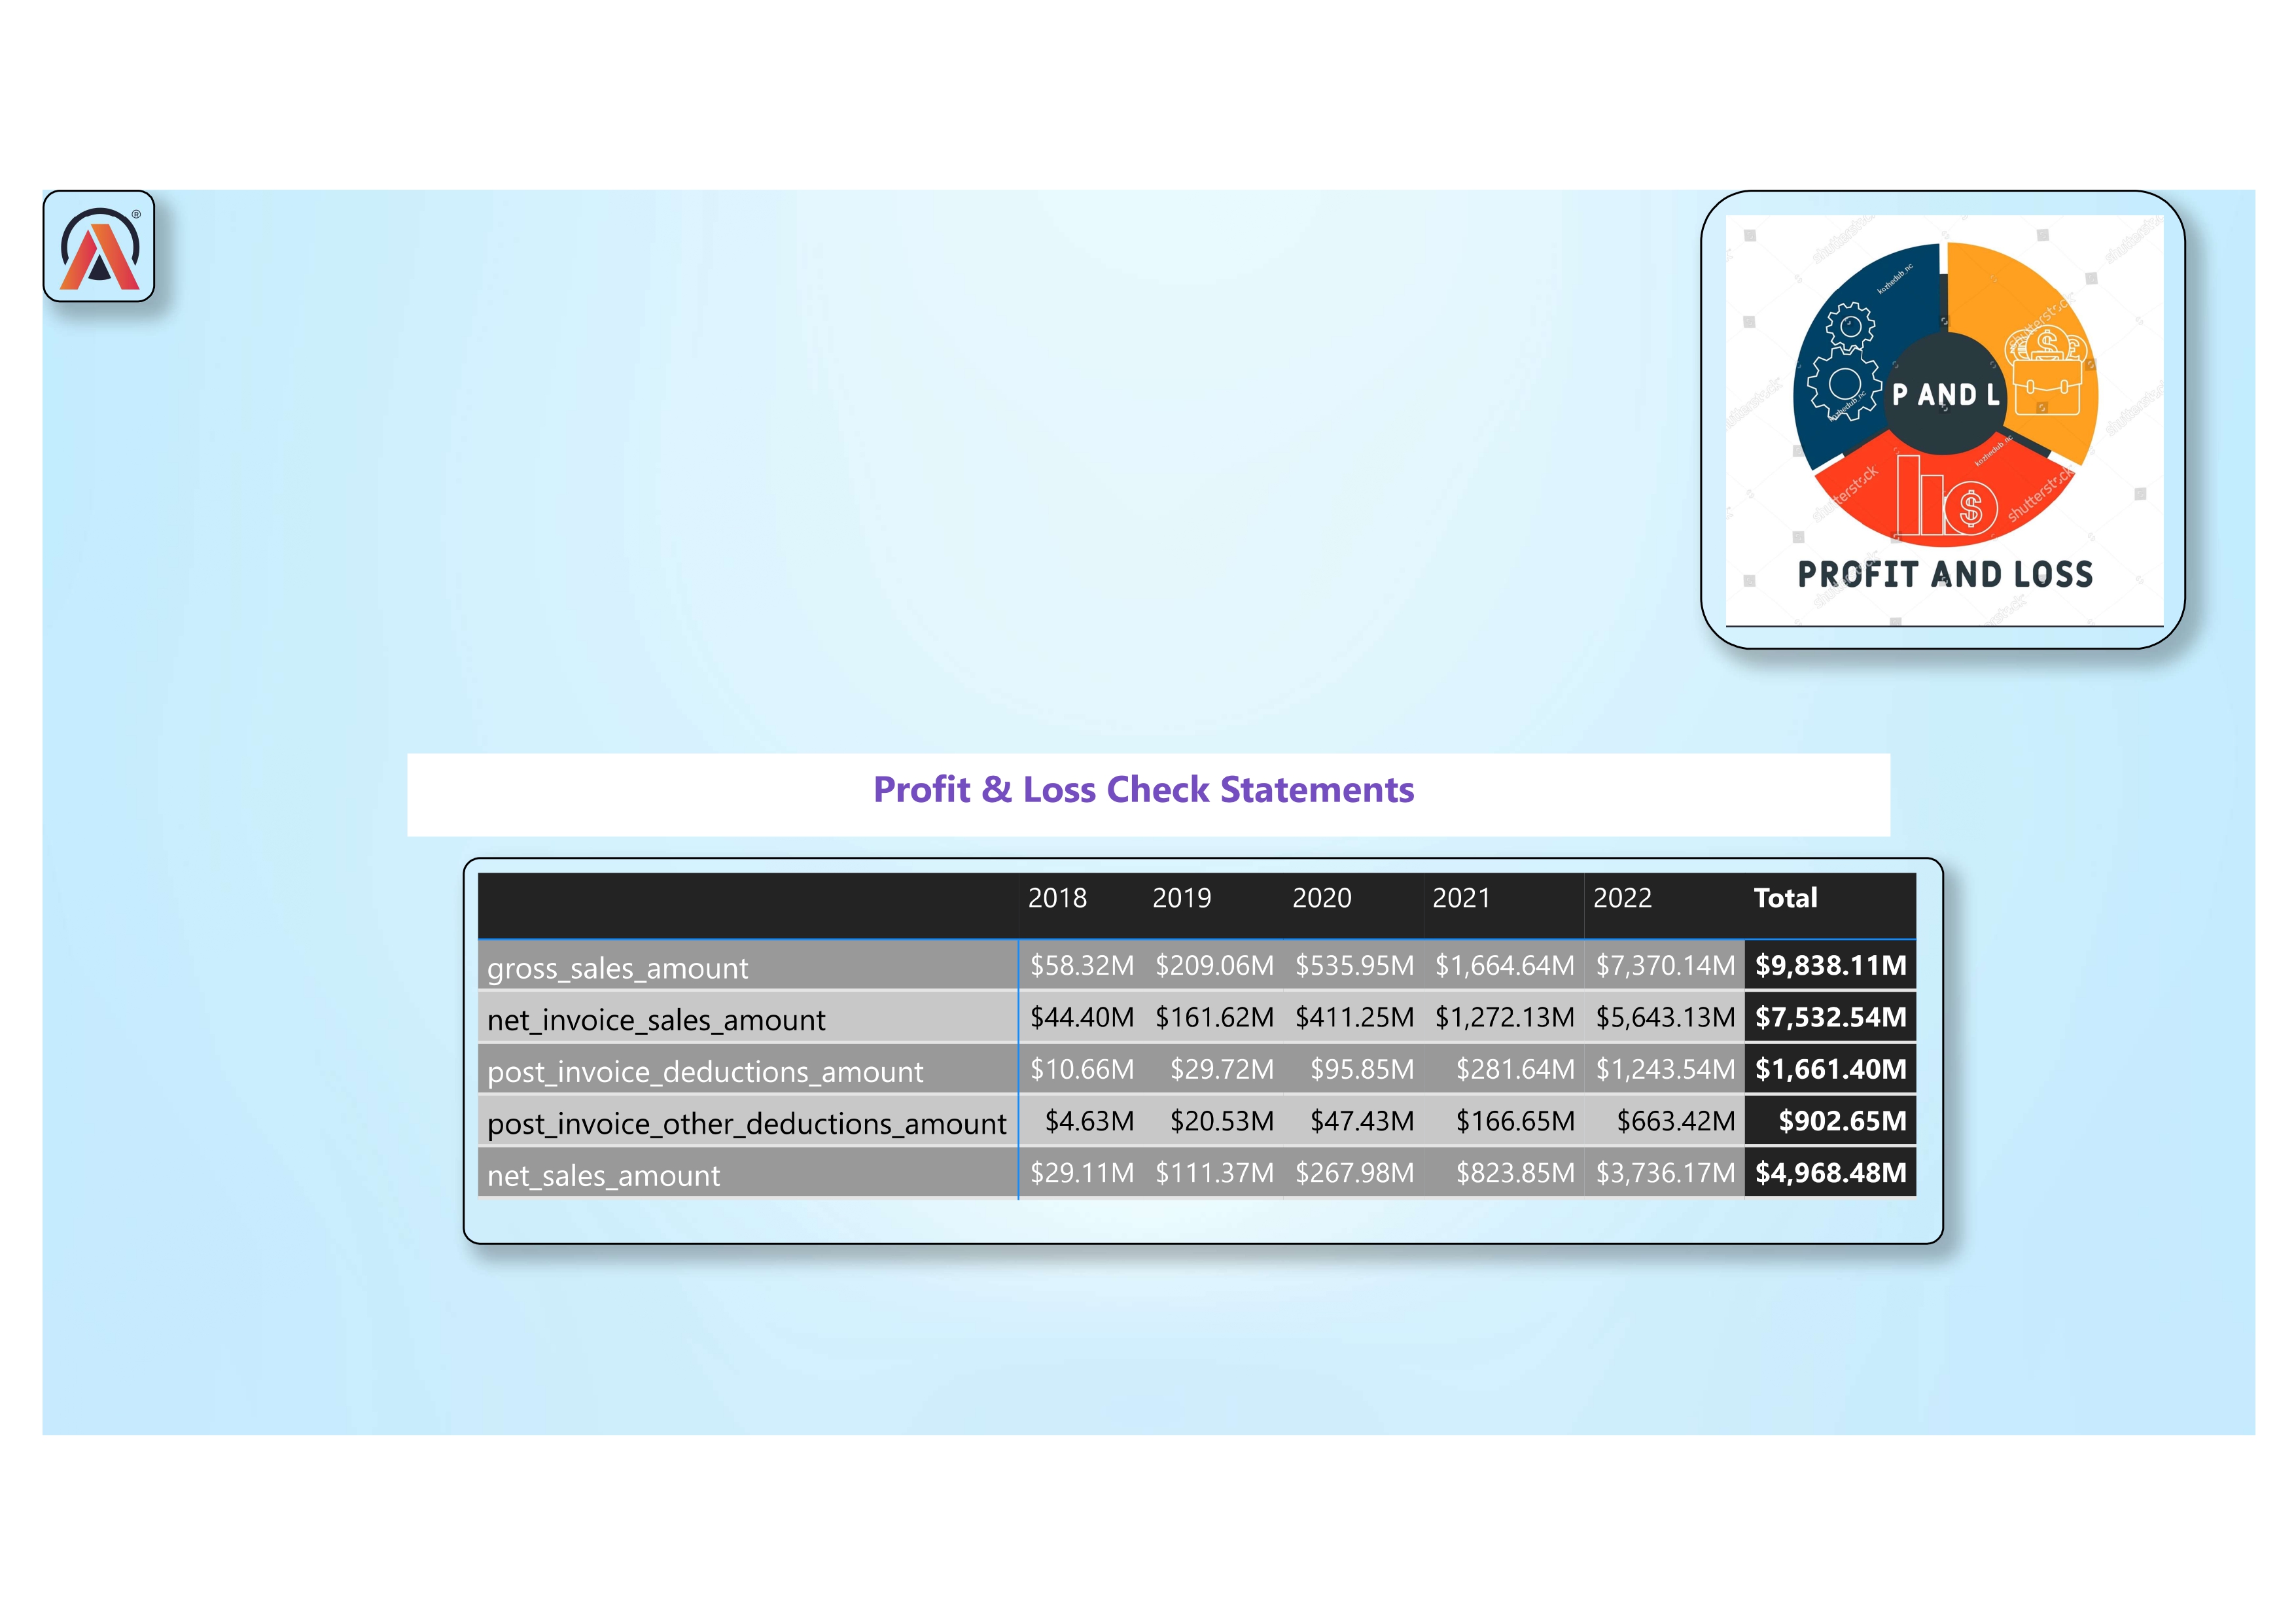 ®
P AND L
PROFIT AND LOSS
Profit & Loss Check Statements
2018 2019 2020 2021 2022 Total
gross_sales_amount $58.32M $209.06M $535.95M $1,664.64M $7,370.14M $9,838.11M
net_invoice_sales_amount $44.40M $161.62M $411.25M $1,272.13M $5,643.13M $7,532.54M
post_invoice_deductions_amount $10.66M $29.72M $95.85M $281.64M $1,243.54M $1,661.40M
post_invoice_other_deductions_amount $4.63M $20.53M $47.43M $166.65M $663.42M $902.65M
net_sales_amount $29.11M $111.37M $267.98M $823.85M $3,736.17M $4,968.48M